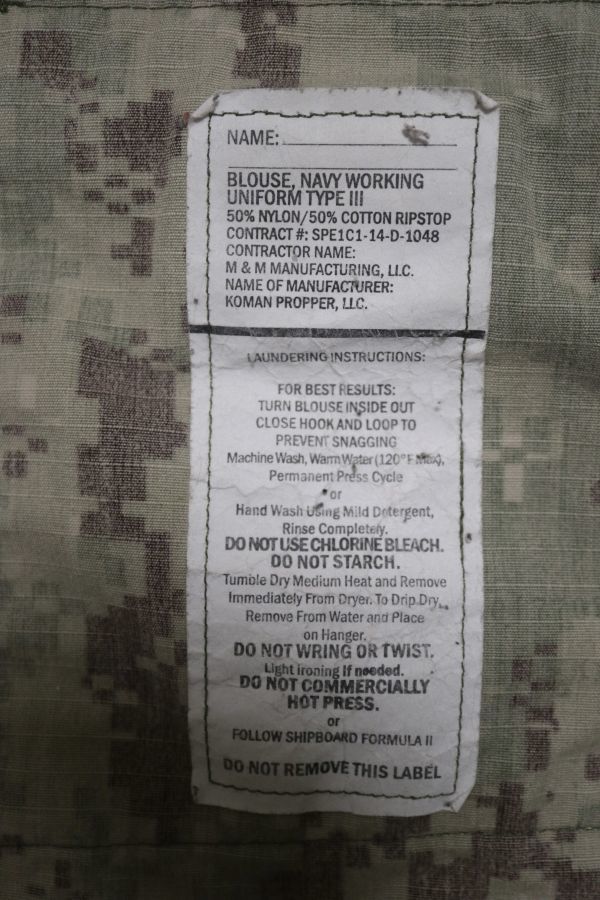 NAME:
BLOUSE, NAVY WORKING
UNIFORM TYPE III
50% NYLON/50% COTTON RIPSTOP
CONTRACT #: SPE1C1-14-D-1048
CONTRACTOR NAME:
M & M MANUFACTURING, LLC.
NAME OF MANUFACTURER:
KOMAN PROPPER, LLC.
LAUNDERING INSTRUCTIONS:
FOR BEST RESULTS:
TURN BLOUSE INSIDE OUT
CLOSE HOOK AND LOOP TO
PREVENT SNAGGING
Machine Wash, Warm Water (120°F Max),
Permanent Press Cycle
or
Hand Wash Using Mild Detergent,
Rinse Completely.
DO NOT USE CHLORINE BLEACH.
DO NOT STARCH.
Tumble Dry Medium Heat and Remove
Immediately From Dryer. To Drip Dry,
Remove From Water and Place
on Hanger.
DO NOT WRING OR TWIST.
Light ironing if needed.
DO NOT COMMERCIALLY
HOT PRESS.
or
FOLLOW SHIPBOARD FORMULA II
DO NOT REMOVE THIS LABEL